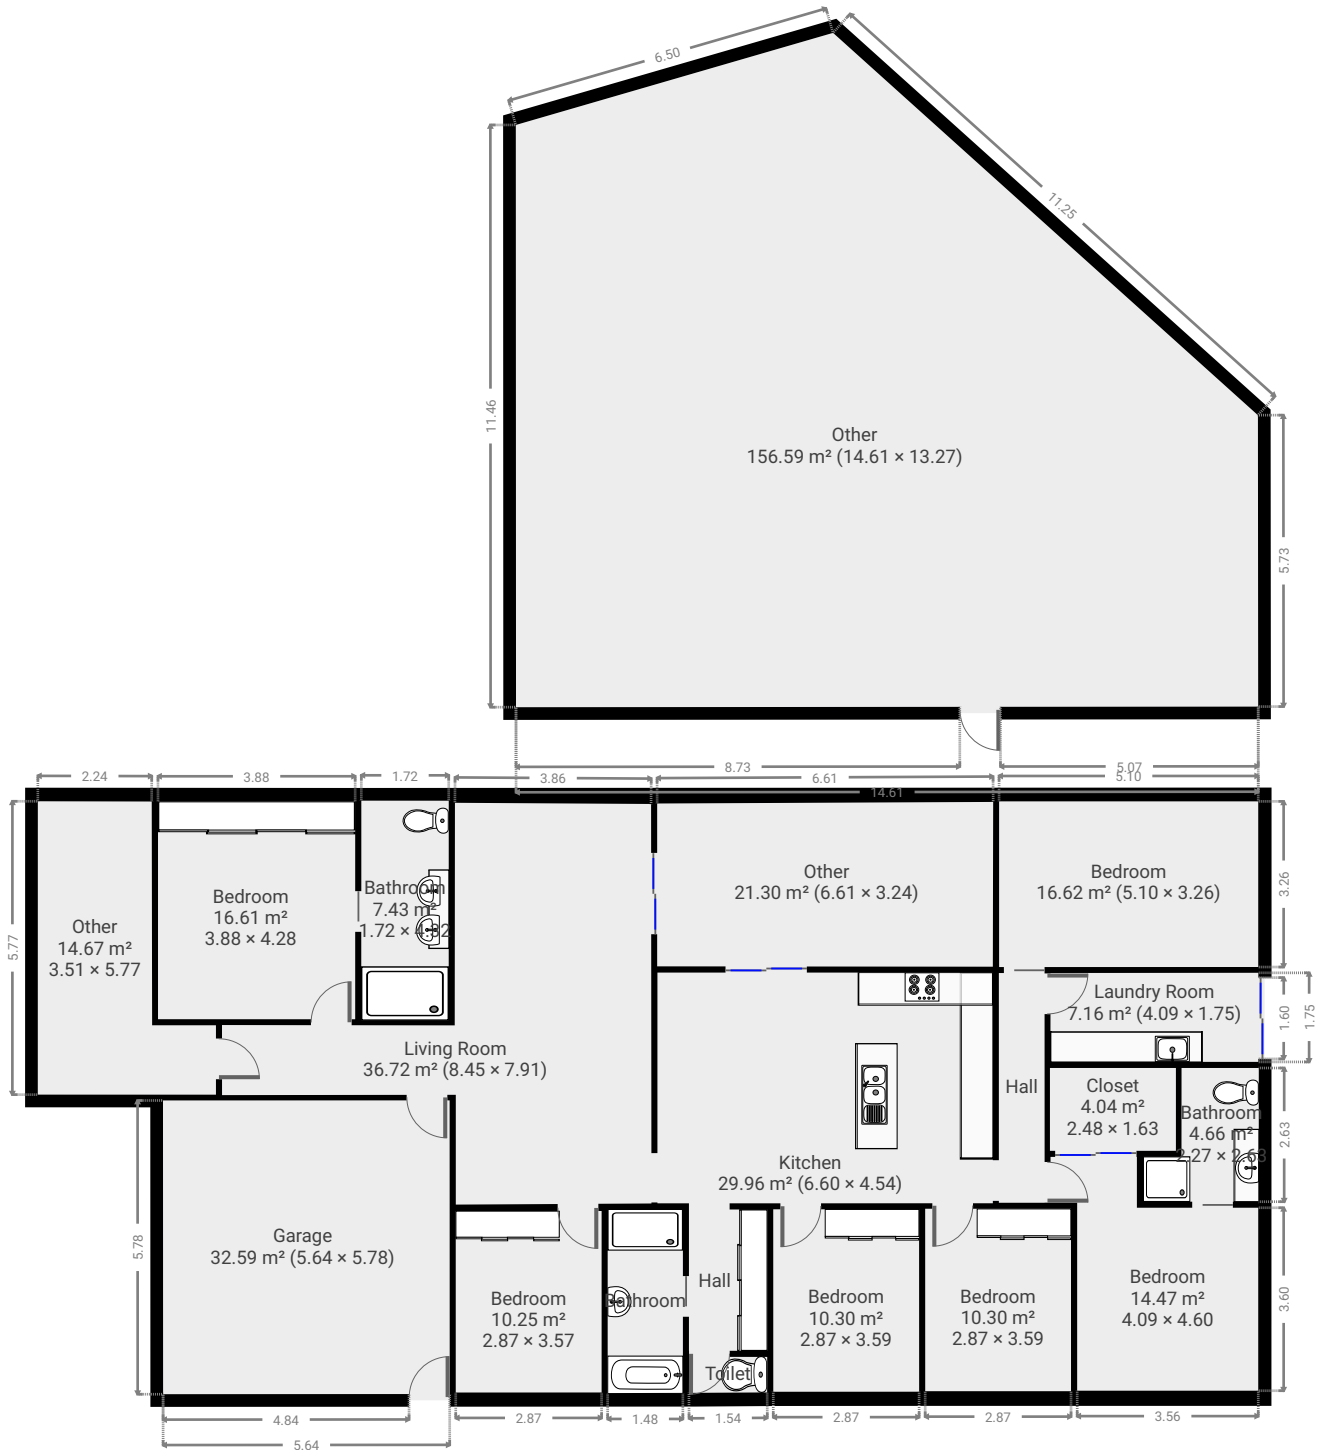 6.50
11.25
11.46
Other
156.59 m² (14.61 × 13.27)
5.73
8.73
5.07
2.24
3.88
1.72
3.86
6.61
5.10
14.61
5.77
3.26
Bedroom
16.61 m²
3.88 × 4.28
Bathroom
7.43 m²
1.72 × 4.32
Other
21.30 m² (6.61 × 3.24)
Bedroom
16.62 m² (5.10 × 3.26)
Other
14.67 m²
3.51 × 5.77
Laundry Room
7.16 m² (4.09 × 1.75)
1.60
1.75
Living Room
36.72 m² (8.45 × 7.91)
Hall
Closet
4.04 m²
2.48 × 1.63
Bathroom
4.66 m²
2.27 × 2.63
2.63
Kitchen
29.96 m² (6.60 × 4.54)
Garage
32.59 m² (5.64 × 5.78)
5.78
Bedroom
10.25 m²
2.87 × 3.57
Bathroom
Hall
Toilet
Bedroom
10.30 m²
2.87 × 3.59
Bedroom
10.30 m²
2.87 × 3.59
Bedroom
14.47 m²
4.09 × 4.60
3.60
4.84
2.87
1.48
1.54
2.87
2.87
3.56
5.64